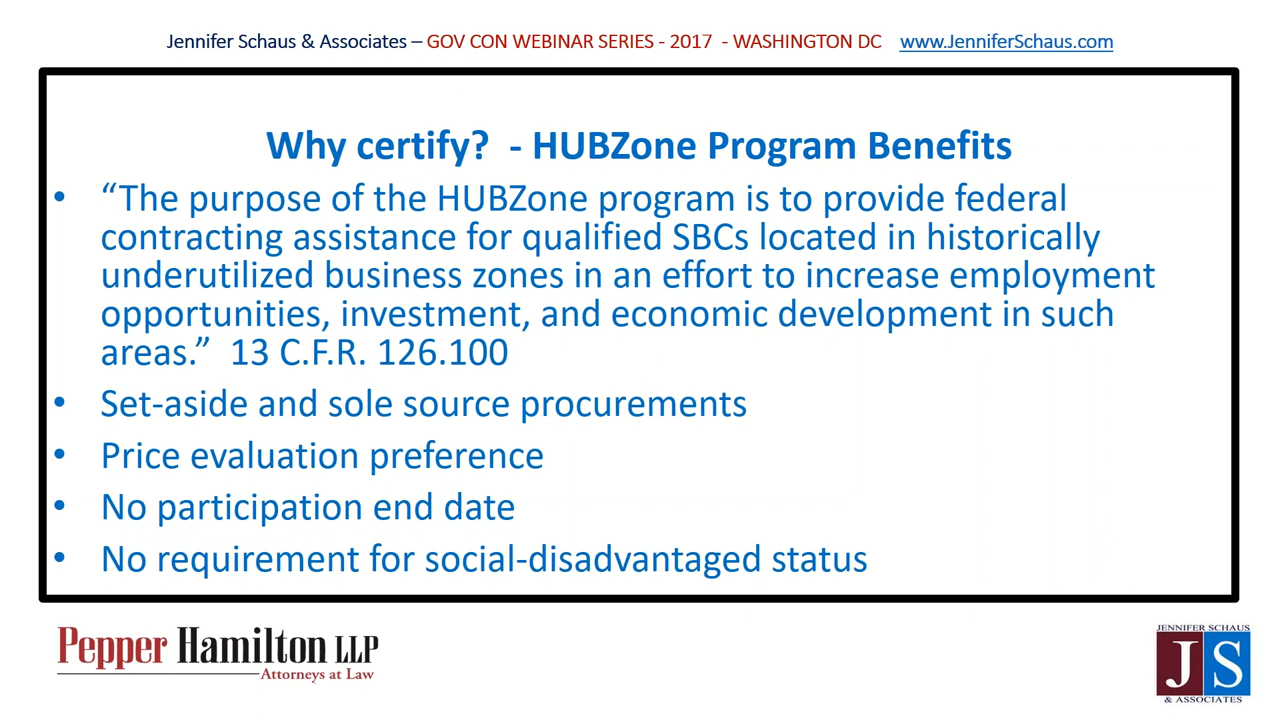 Jennifer Schaus & Associates – GOV CON WEBINAR SERIES - 2017 - WASHINGTON DC www.JenniferSchaus.com
Why certify? - HUBZone Program Benefits
• “The purpose of the HUBZone program is to provide federal
contracting assistance for qualified SBCs located in historically
underutilized business zones in an effort to increase employment
opportunities, investment, and economic development in such
areas.” 13 C.F.R. 126.100
• Set-aside and sole source procurements
• Price evaluation preference
• No participation end date
• No requirement for social-disadvantaged status
Pepper Hamilton LLP
Attorneys at Law
JENNIFER SCHAUS
JS
& ASSOCIATES